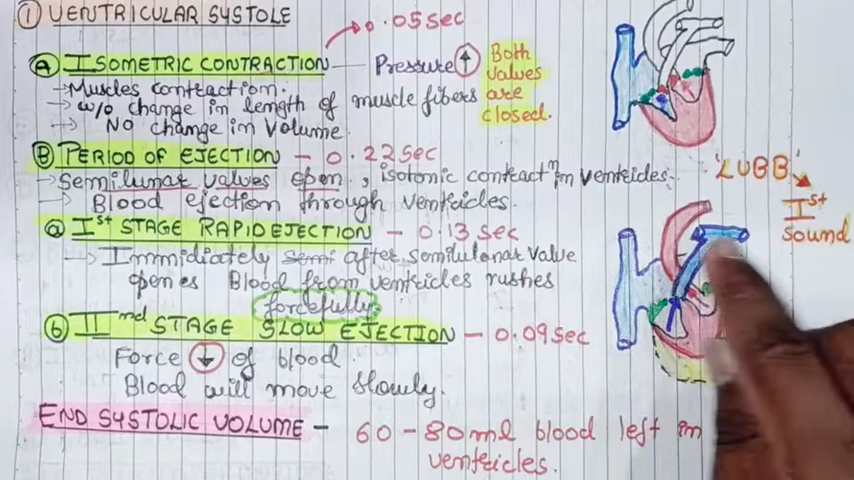 ① VENTRICULAR SYSTOLE
Ⓐ ISOMETRIC CONTRACTION → 0.05 sec
Pressure ↑ Both valves are closed.
→ Muscles contraction.
→ w/o change in length of muscle fibers
→ No change in volume.
Ⓑ PERIOD OF EJECTION – 0.22 sec
→ Semilunar valves open, isotonic contractⁿ in ventricles.
→ Blood ejection through ventricles.
'LUBB'
Ist sound
ⓐ Ist STAGE RAPID EJECTION – 0.13 sec
→ Immidiately semi after semilulunar valve
openes Blood from ventricles rushes
forcefully
ⓑ IInd STAGE SLOW EJECTION – 0.09 sec
Force ↓ of blood
Blood will move slowly.
END SYSTOLIC VOLUME – 60 – 80 ml blood left in
ventricles.